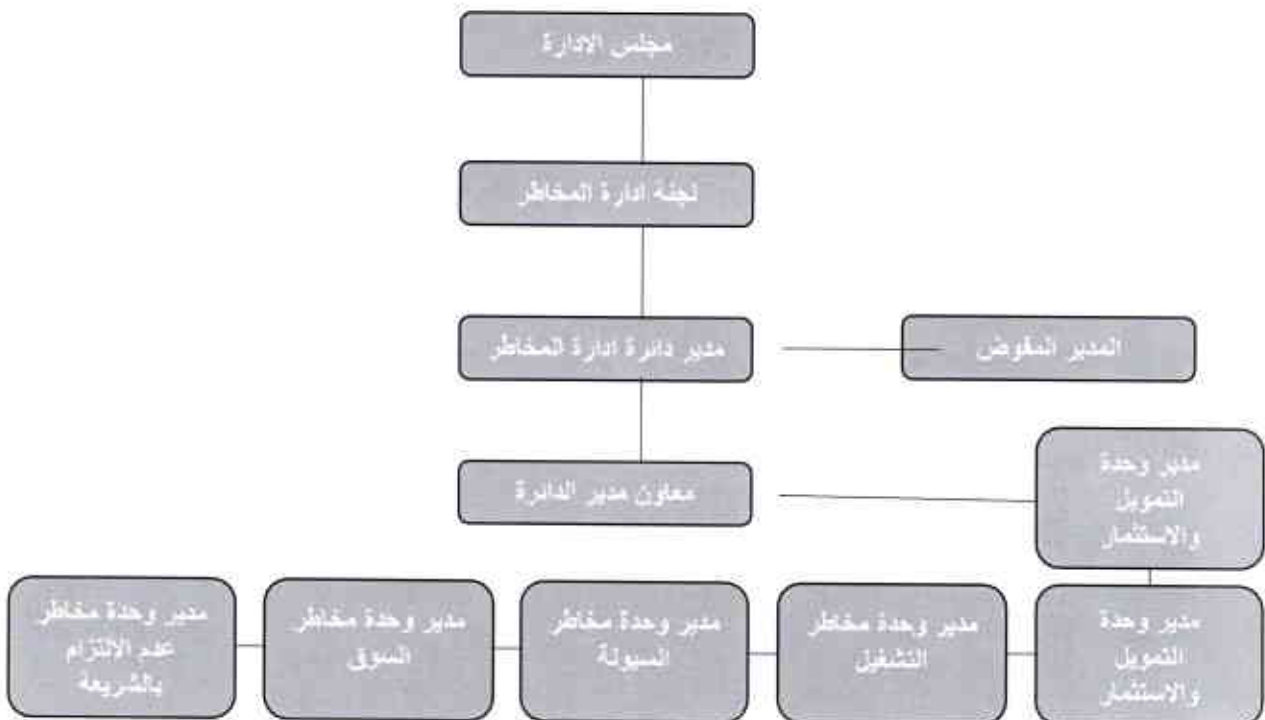 مجلس الادارة
لجنة ادارة المخاطر
مدير دائرة ادارة المخاطر
المدير المفوض
معاون مدير الدائرة
مدير وحدة
التمويل
والاستثمار
مدير وحدة
التمويل
والاستثمار
مدير وحدة مخاطر
التشغيل
مدير وحدة مخاطر
السيولة
مدير وحدة مخاطر
السوق
مدير وحدة مخاطر
عدم الالتزام
بالشريعة